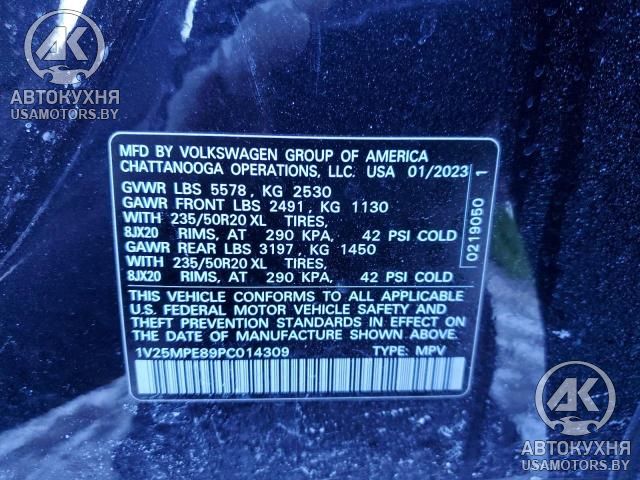 AK
АВТОКУХНЯ
USAMOTORS.BY
MFD BY VOLKSWAGEN GROUP OF AMERICA
CHATTANOOGA OPERATIONS, LLC. USA 01/2023
GVWR LBS 5578, KG 2530
GAWR FRONT LBS 2491, KG 1130
WITH 235/50R20 XL TIRES,
8JX20 RIMS, AT 290 KPA, 42 PSI COLD
GAWR REAR LBS 3197, KG 1450
WITH 235/50R20 XL TIRES,
8JX20 RIMS, AT 290 KPA, 42 PSI COLD
0219050 1
THIS VEHICLE CONFORMS TO ALL APPLICABLE
U.S. FEDERAL MOTOR VEHICLE SAFETY AND
THEFT PREVENTION STANDARDS IN EFFECT ON
THE DATE OF MANUFACTURE SHOWN ABOVE.
1V25MPE89PC014309 TYPE: MPV
AK
АВТОКУХНЯ
USAMOTORS.BY